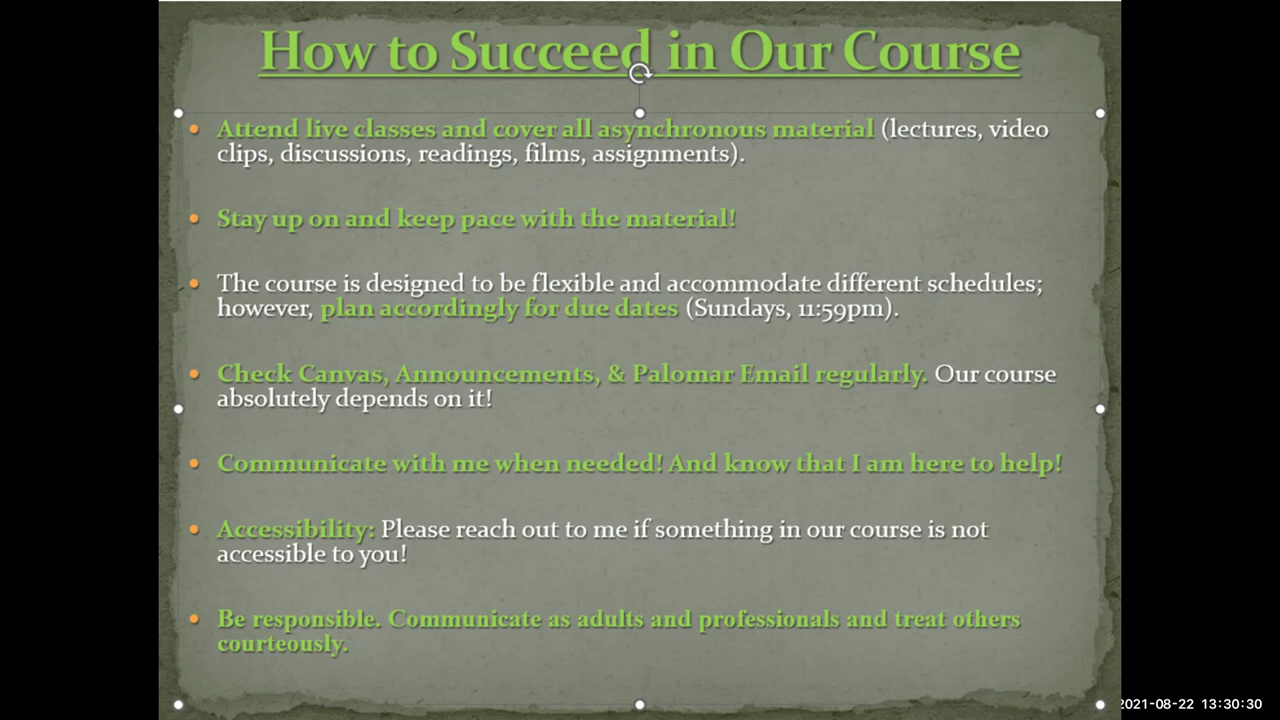 How to Succeed in Our Course
Attend live classes and cover all asynchronous material (lectures, video
clips, discussions, readings, films, assignments).
Stay up on and keep pace with the material!
The course is designed to be flexible and accommodate different schedules;
however, plan accordingly for due dates (Sundays, 11:59pm).
Check Canvas, Announcements, & Palomar Email regularly. Our course
absolutely depends on it!
Communicate with me when needed! And know that I am here to help!
Accessibility: Please reach out to me if something in our course is not
accessible to you!
Be responsible. Communicate as adults and professionals and treat others
courteously.
2021-08-22 13:30:30